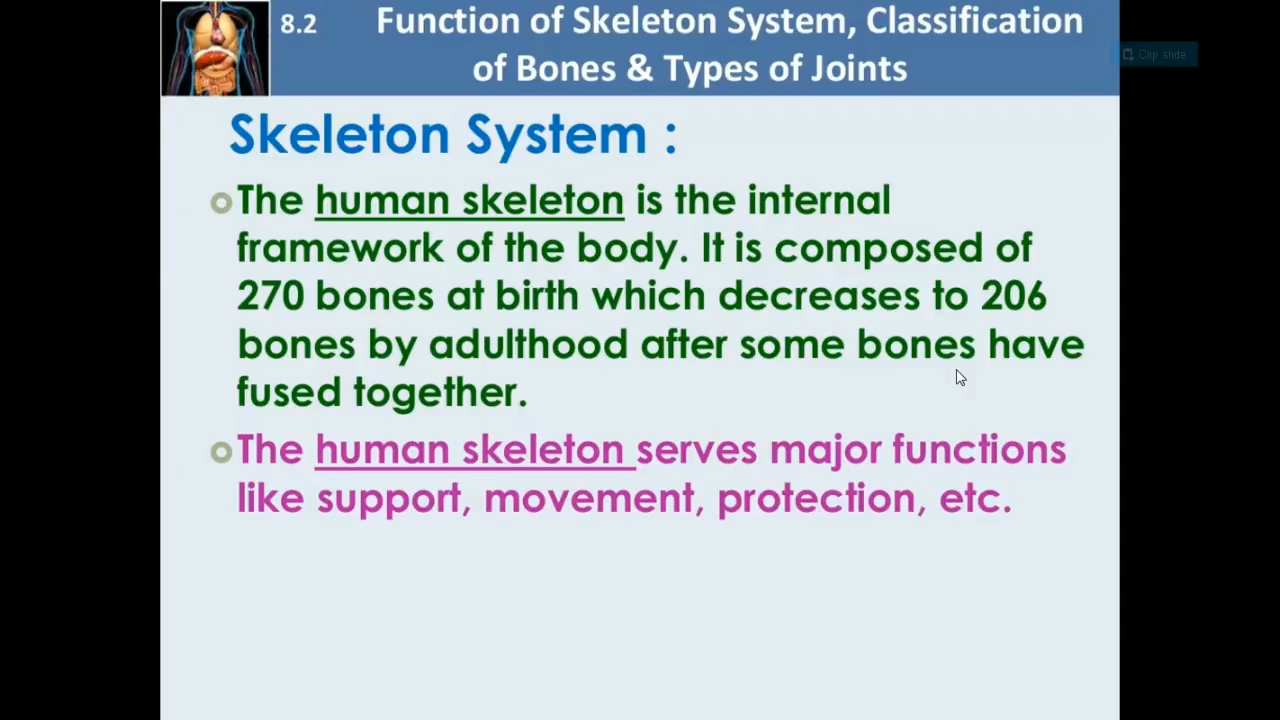 8.2 Function of Skeleton System, Classification
of Bones & Types of Joints
Clip slide
Skeleton System :
The human skeleton is the internal
framework of the body. It is composed of
270 bones at birth which decreases to 206
bones by adulthood after some bones have
fused together.
The human skeleton serves major functions
like support, movement, protection, etc.